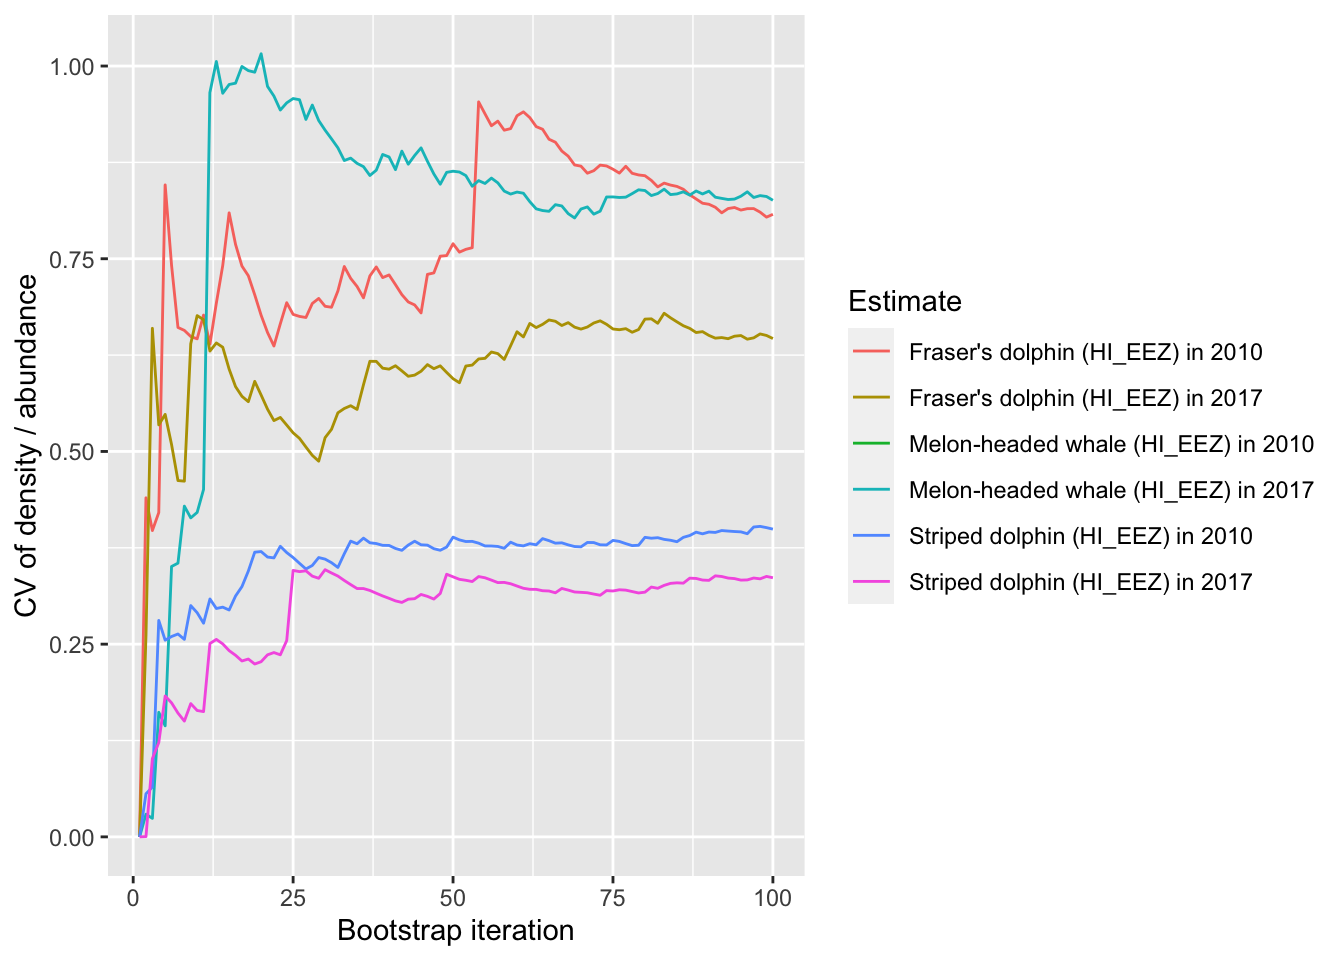 1.00
0.75
0.50
0.25
0.00
0
25
50
75
100
Bootstrap iteration
CV of density / abundance
Estimate
Fraser's dolphin (HI_EEZ) in 2010
Fraser's dolphin (HI_EEZ) in 2017
Melon-headed whale (HI_EEZ) in 2010
Melon-headed whale (HI_EEZ) in 2017
Striped dolphin (HI_EEZ) in 2010
Striped dolphin (HI_EEZ) in 2017